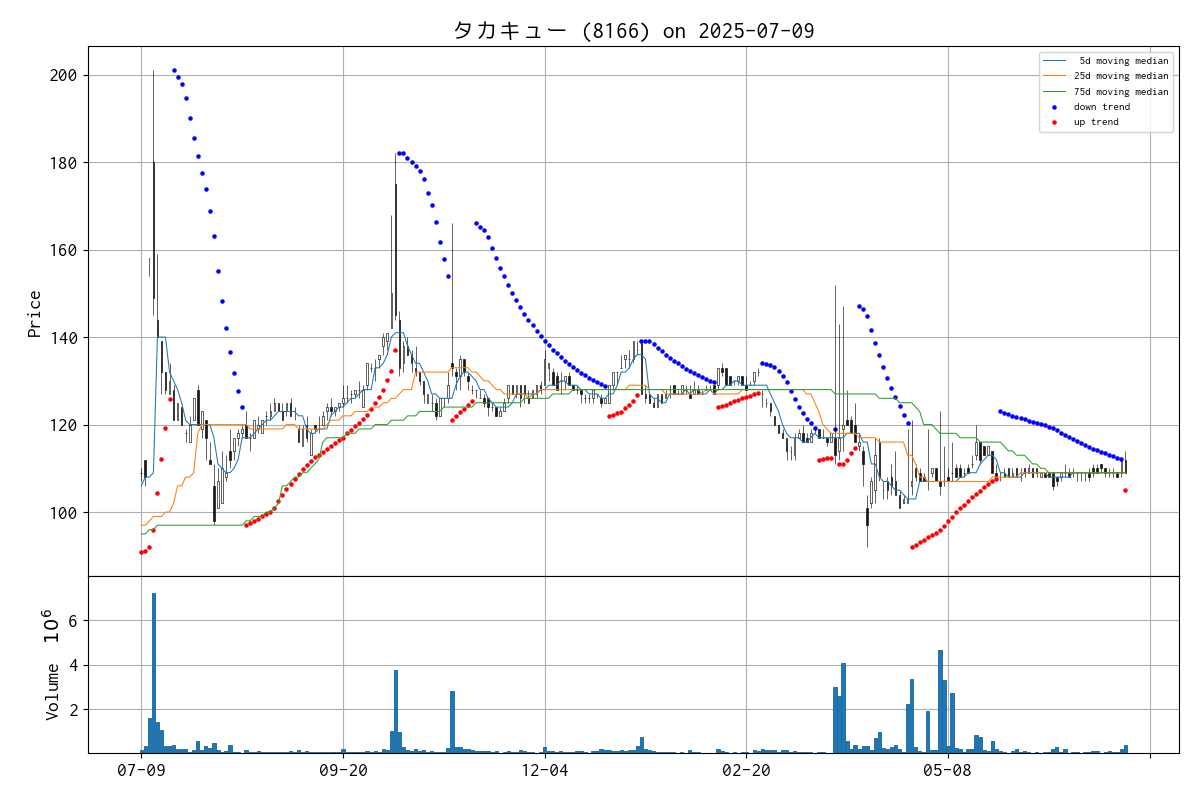 タカキュー (8166) on 2025-07-09
5d moving median
25d moving median
75d moving median
down trend
up trend
Price
200
180
160
140
120
100
Volume 10^6
6
4
2
07-09 09-20 12-04 02-20 05-08